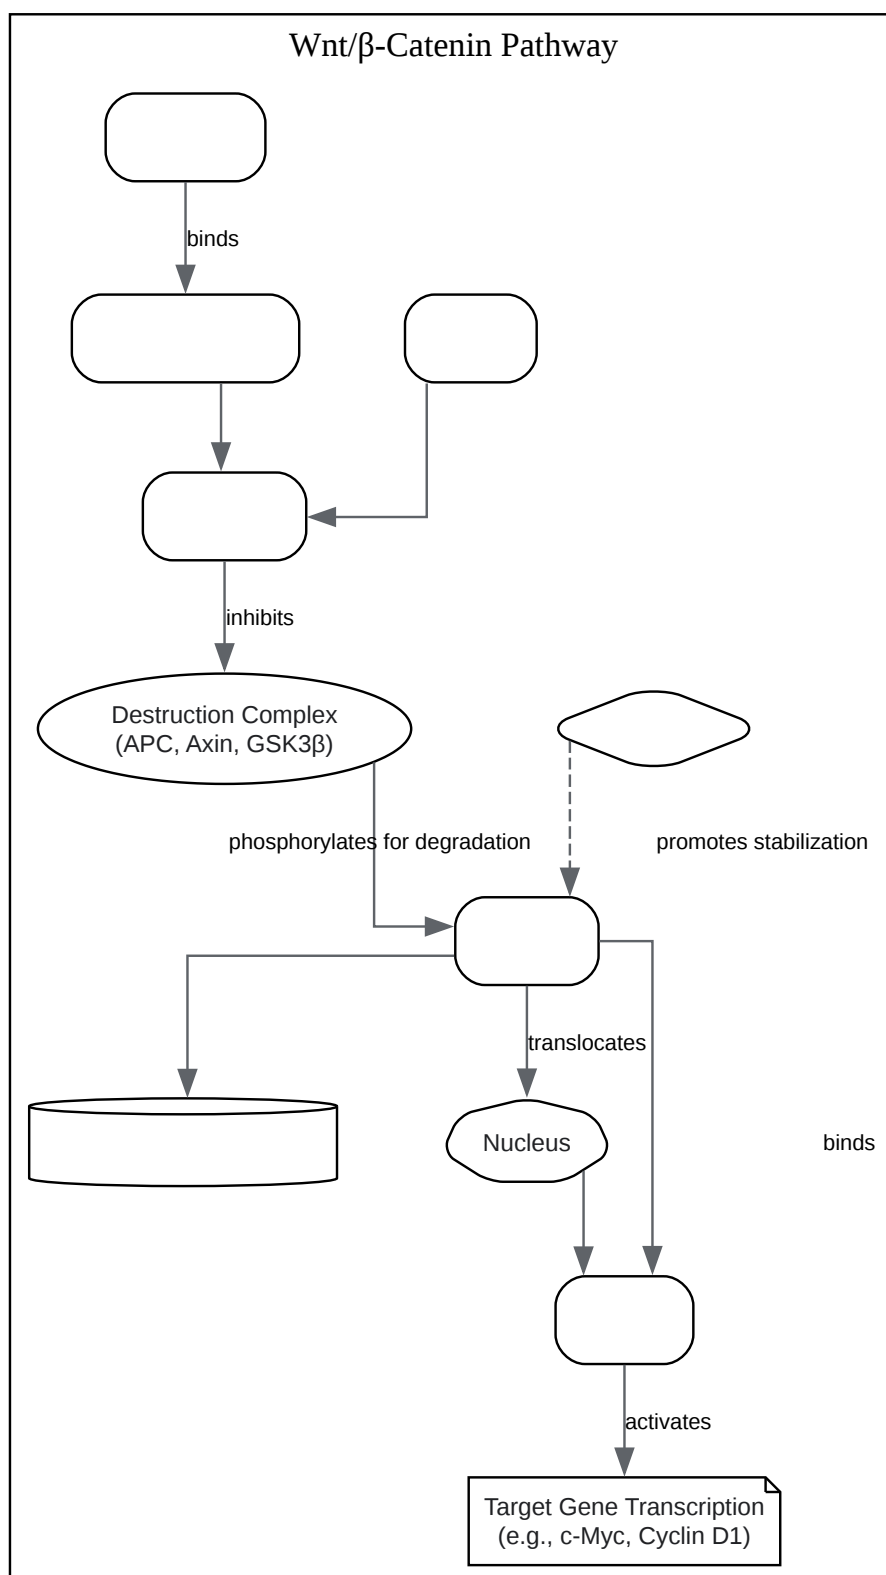 Wnt/β-Catenin Pathway
binds
inhibits
Destruction Complex
(APC, Axin, GSK3β)
phosphorylates for degradation
promotes stabilization
translocates
Nucleus
binds
activates
Target Gene Transcription
(e.g., c-Myc, Cyclin D1)